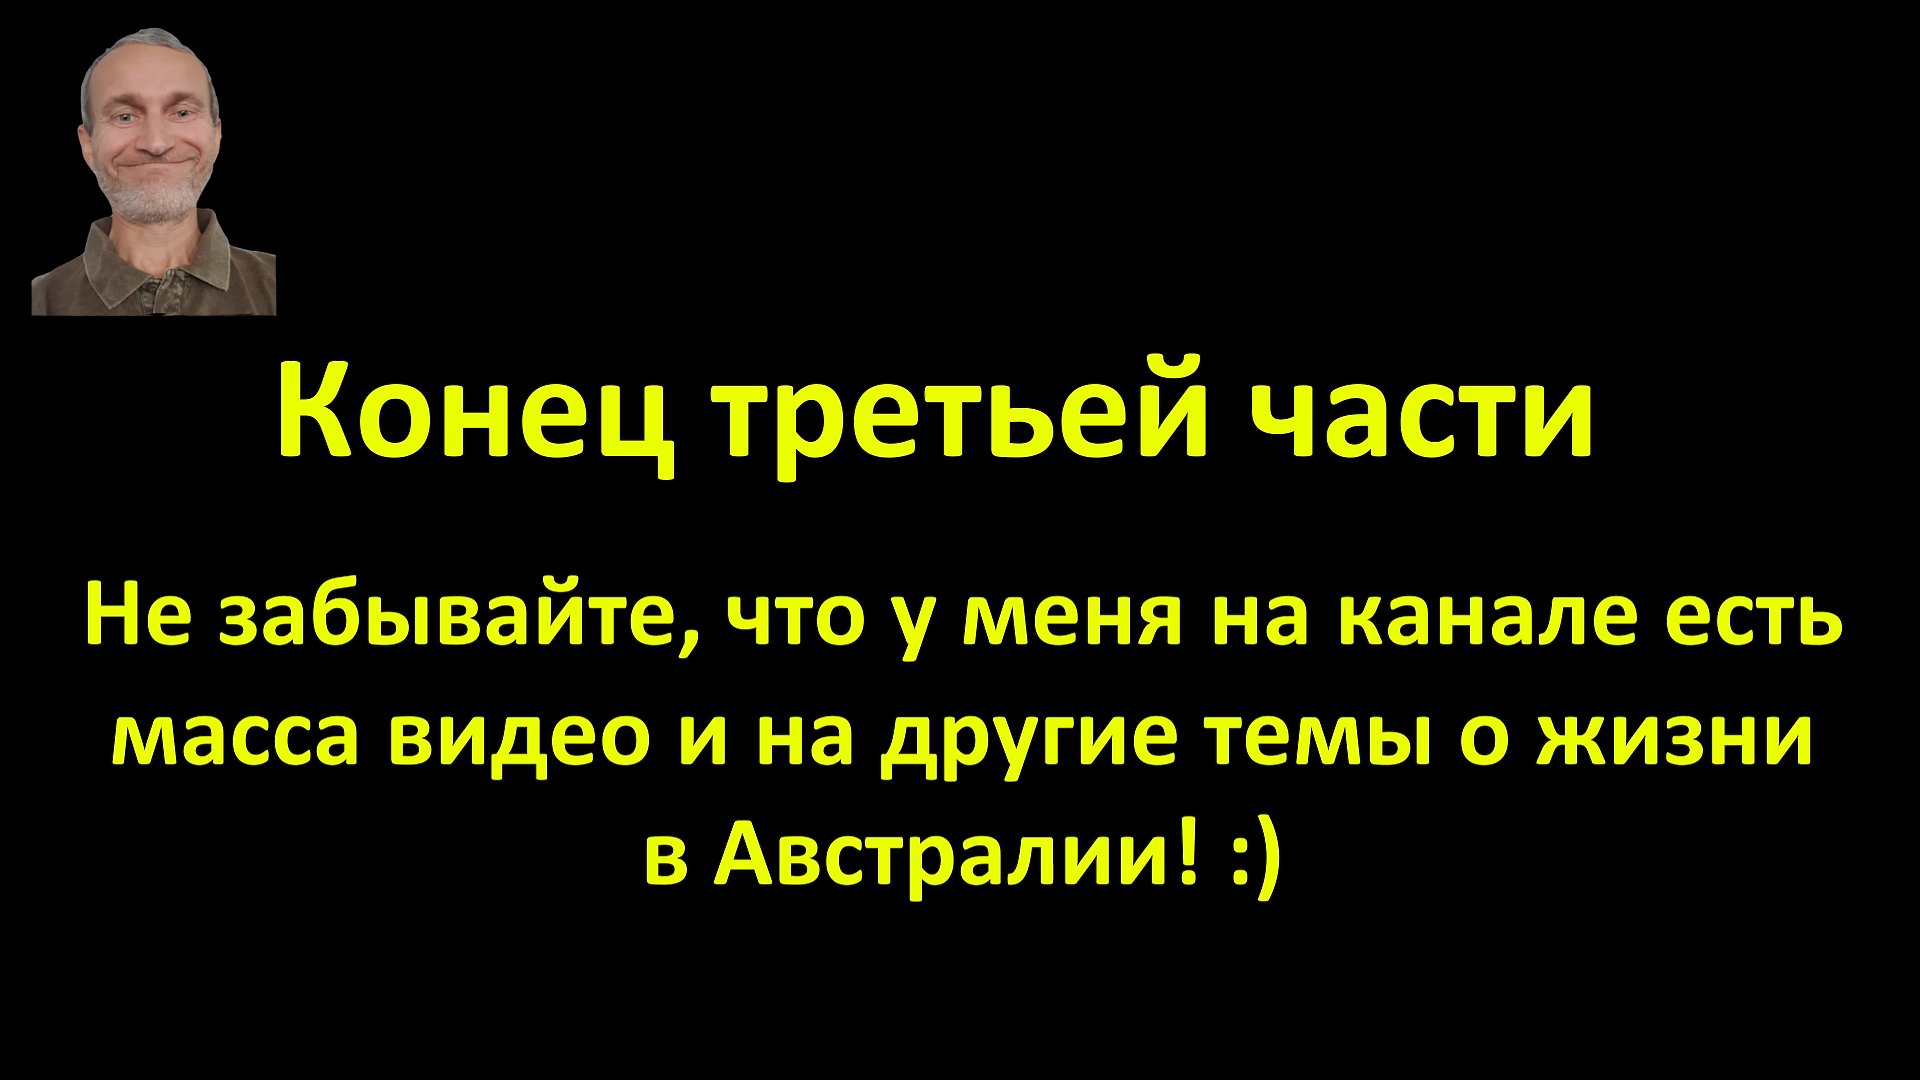 Конец третьей части
Не забывайте, что у меня на канале есть
масса видео и на другие темы о жизни
в Австралии! :)